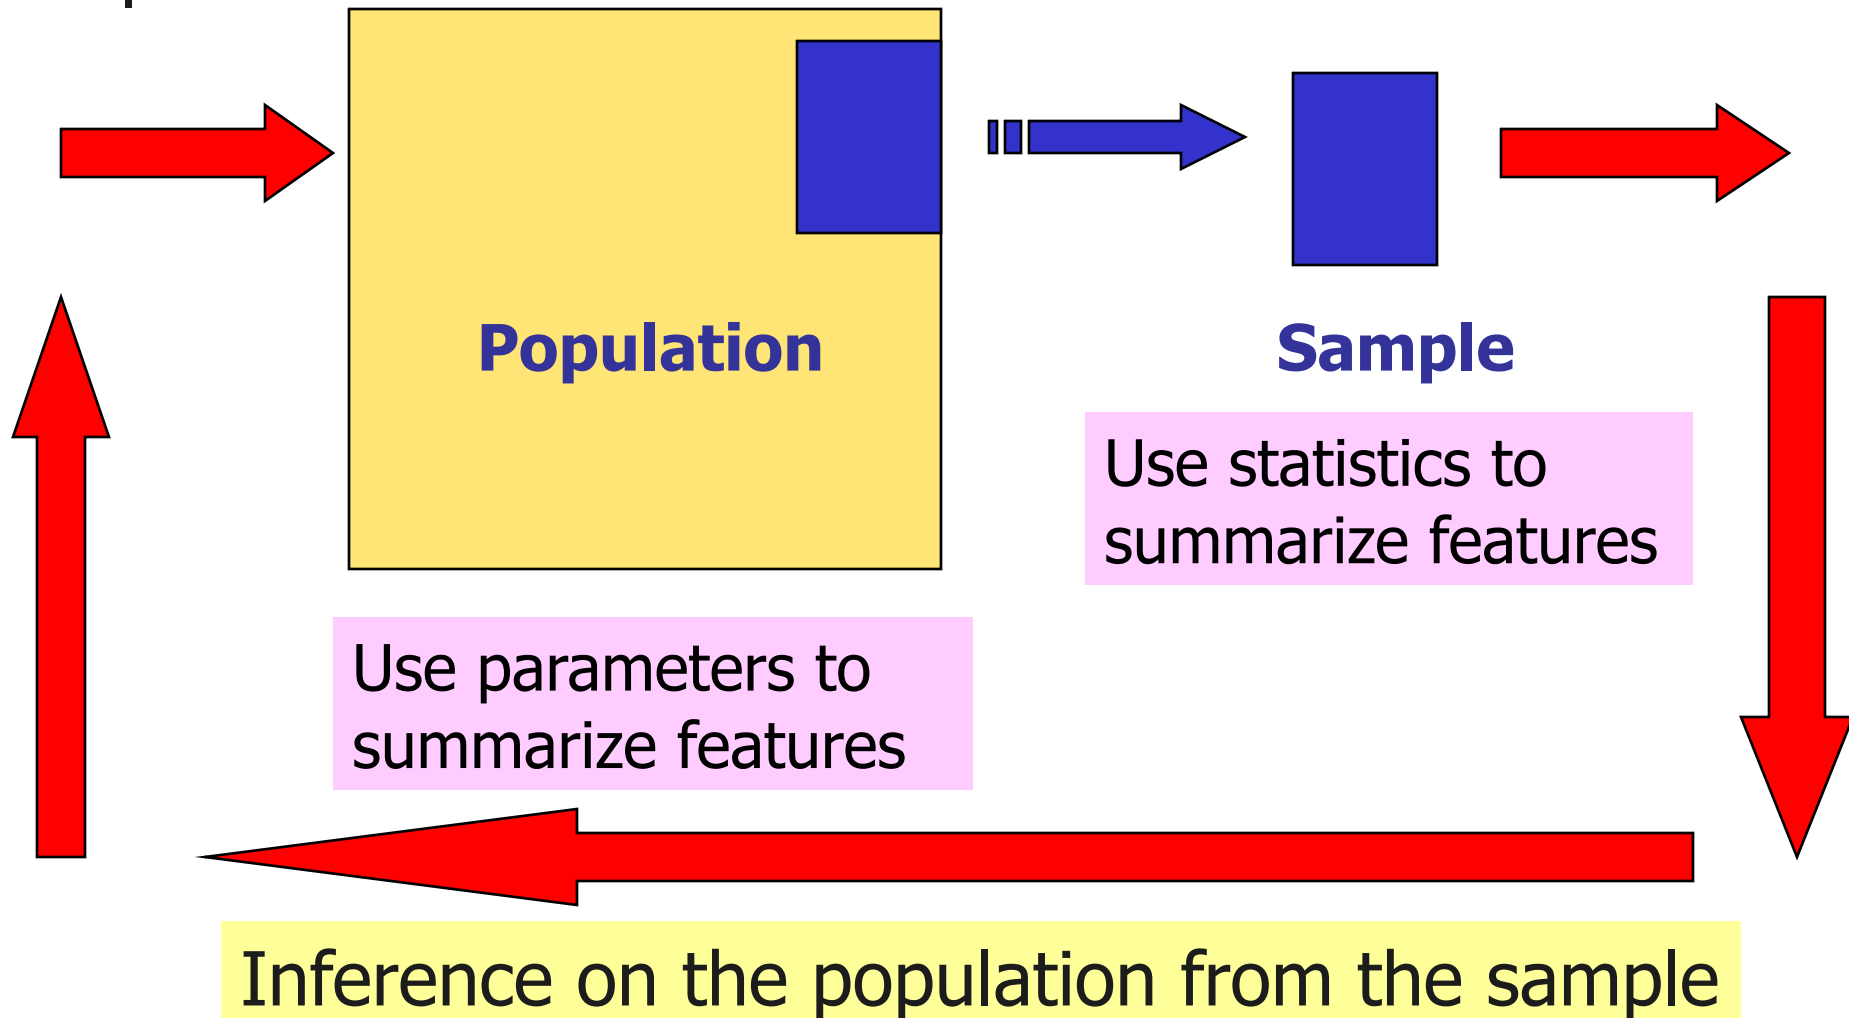 Population
Sample
Use statistics to
summarize features
Use parameters to
summarize features
Inference on the population from the sample